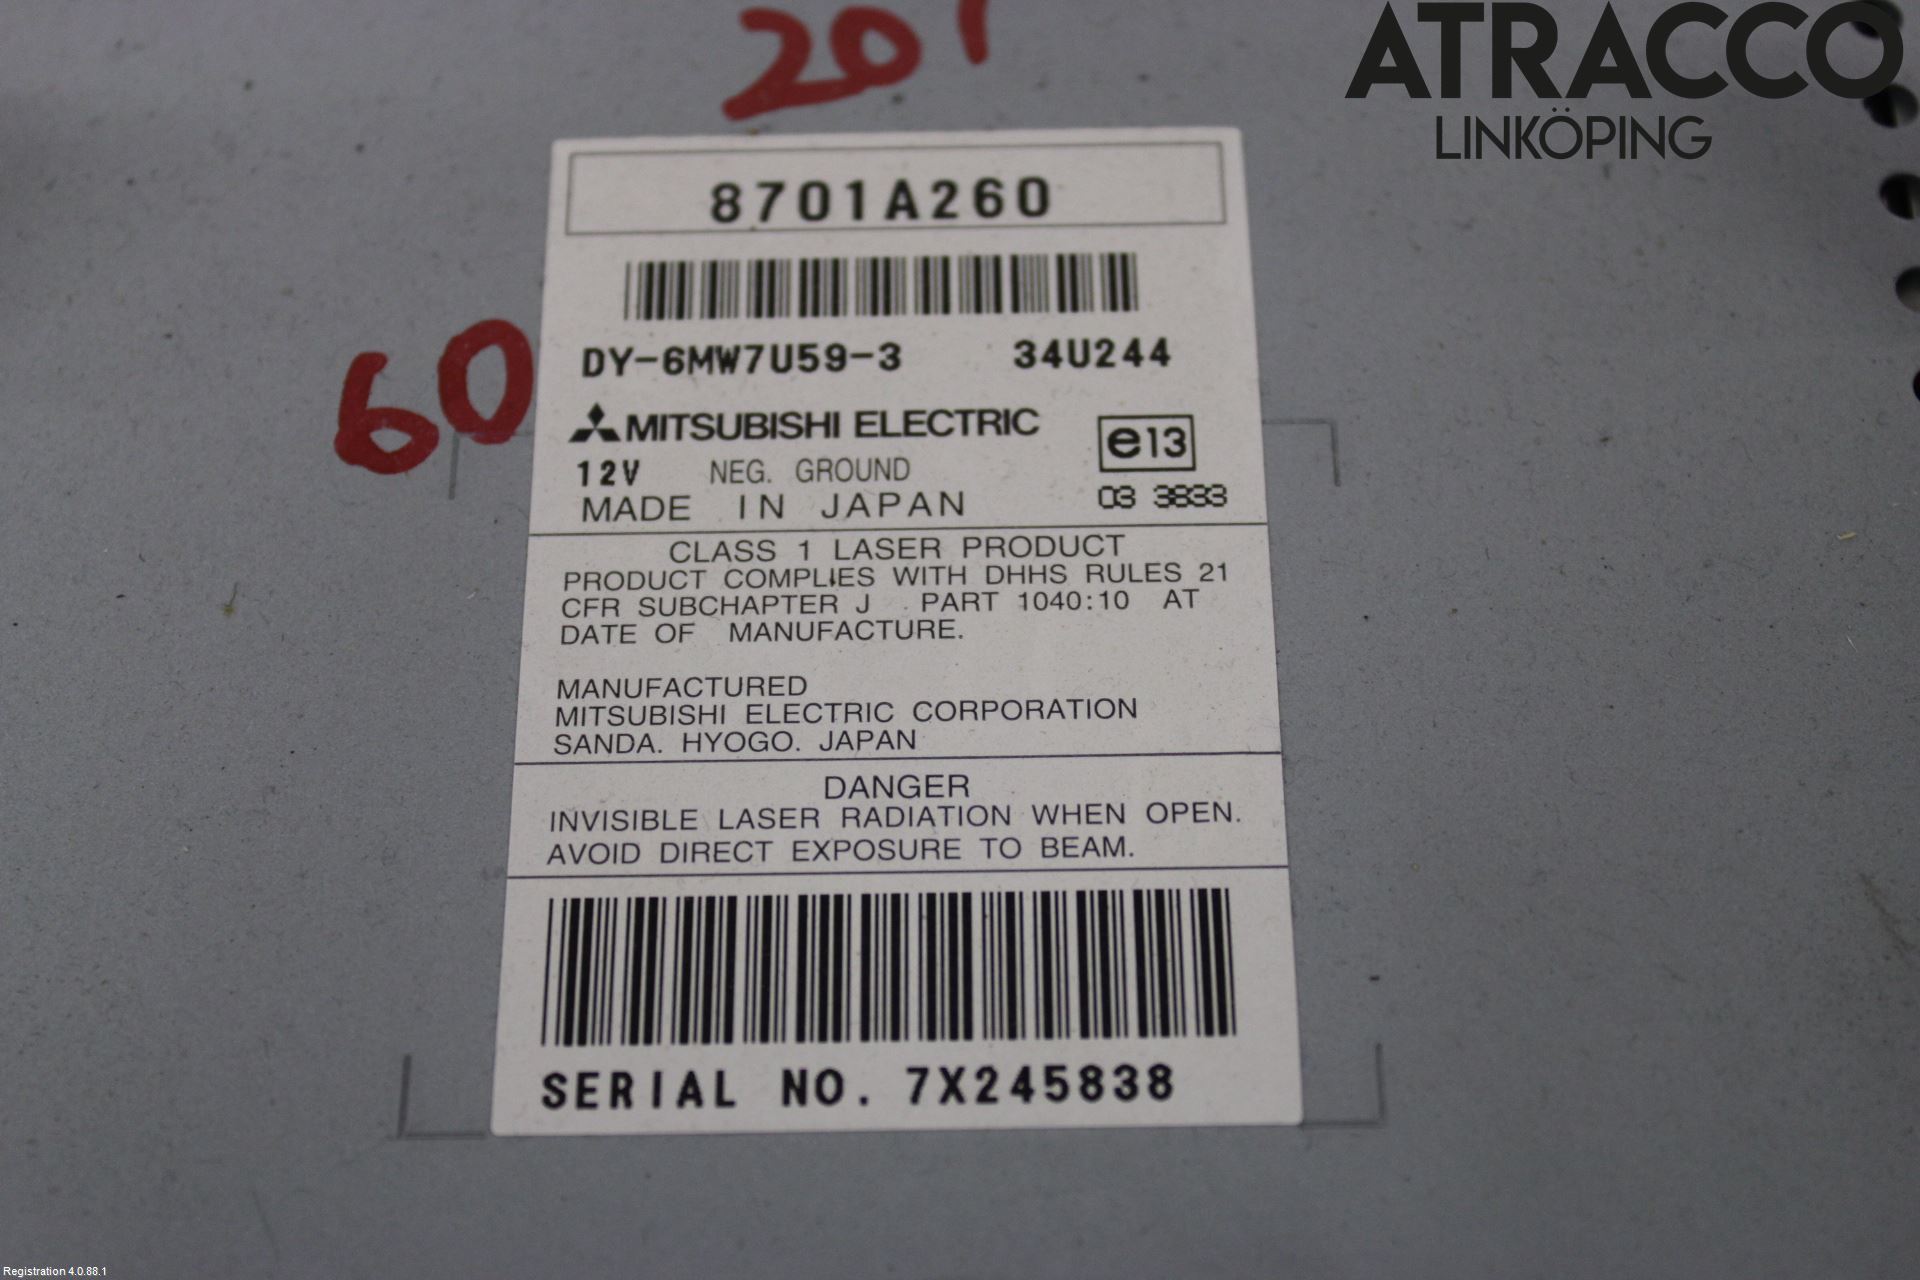 ATRACCO
LINKÖPING
20
8701A260
60
DY-6MW7U59-3 34U244
MITSUBISHI ELECTRIC
e13
12V NEG. GROUND
03 3833
MADE IN JAPAN
CLASS 1 LASER PRODUCT
PRODUCT COMPLIES WITH DHHS RULES 21
CFR SUBCHAPTER J . PART 1040:10 AT
DATE OF MANUFACTURE.
MANUFACTURED
MITSUBISHI ELECTRIC CORPORATION
SANDA. HYOGO. JAPAN
DANGER
INVISIBLE LASER RADIATION WHEN OPEN.
AVOID DIRECT EXPOSURE TO BEAM.
SERIAL NO. 7X245838
Registration 4.0.88.1